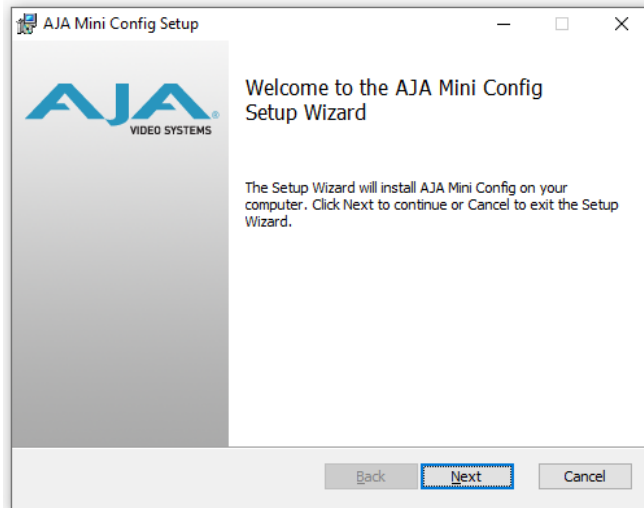 AJA Mini Config Setup
AJA
VIDEO SYSTEMS
Welcome to the AJA Mini Config
Setup Wizard
The Setup Wizard will install AJA Mini Config on your
computer. Click Next to continue or Cancel to exit the Setup
Wizard.
Back
Next
Cancel